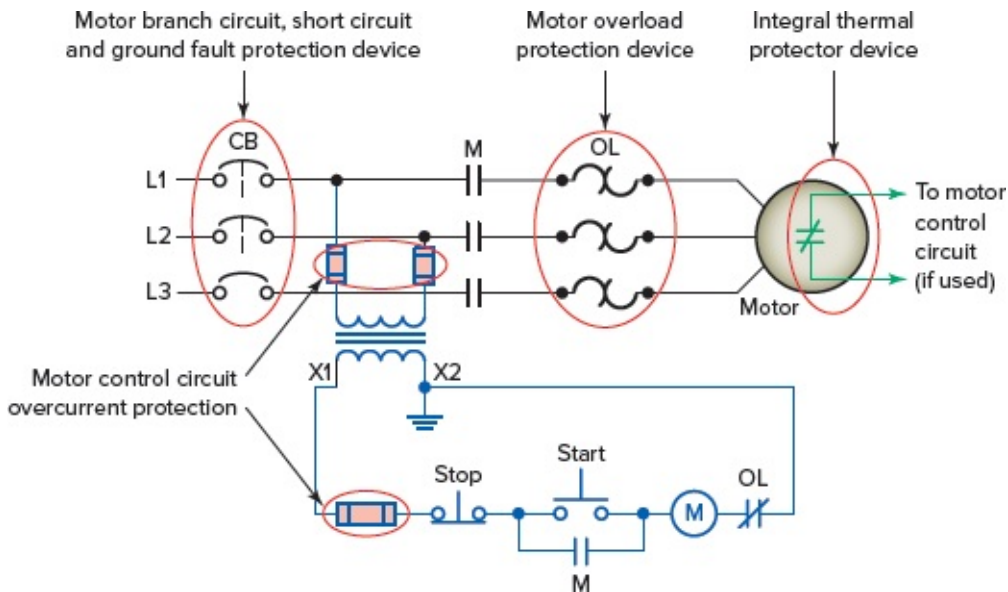 Motor branch circuit, short circuit
and ground fault protection device
Motor overload
protection device
Integral thermal
protector device
CB
M
OL
L1
L2
L3
To motor
control
circuit
(if used)
Motor
X1
X2
Motor control circuit
overcurrent protection
Stop
Start
M
OL
M